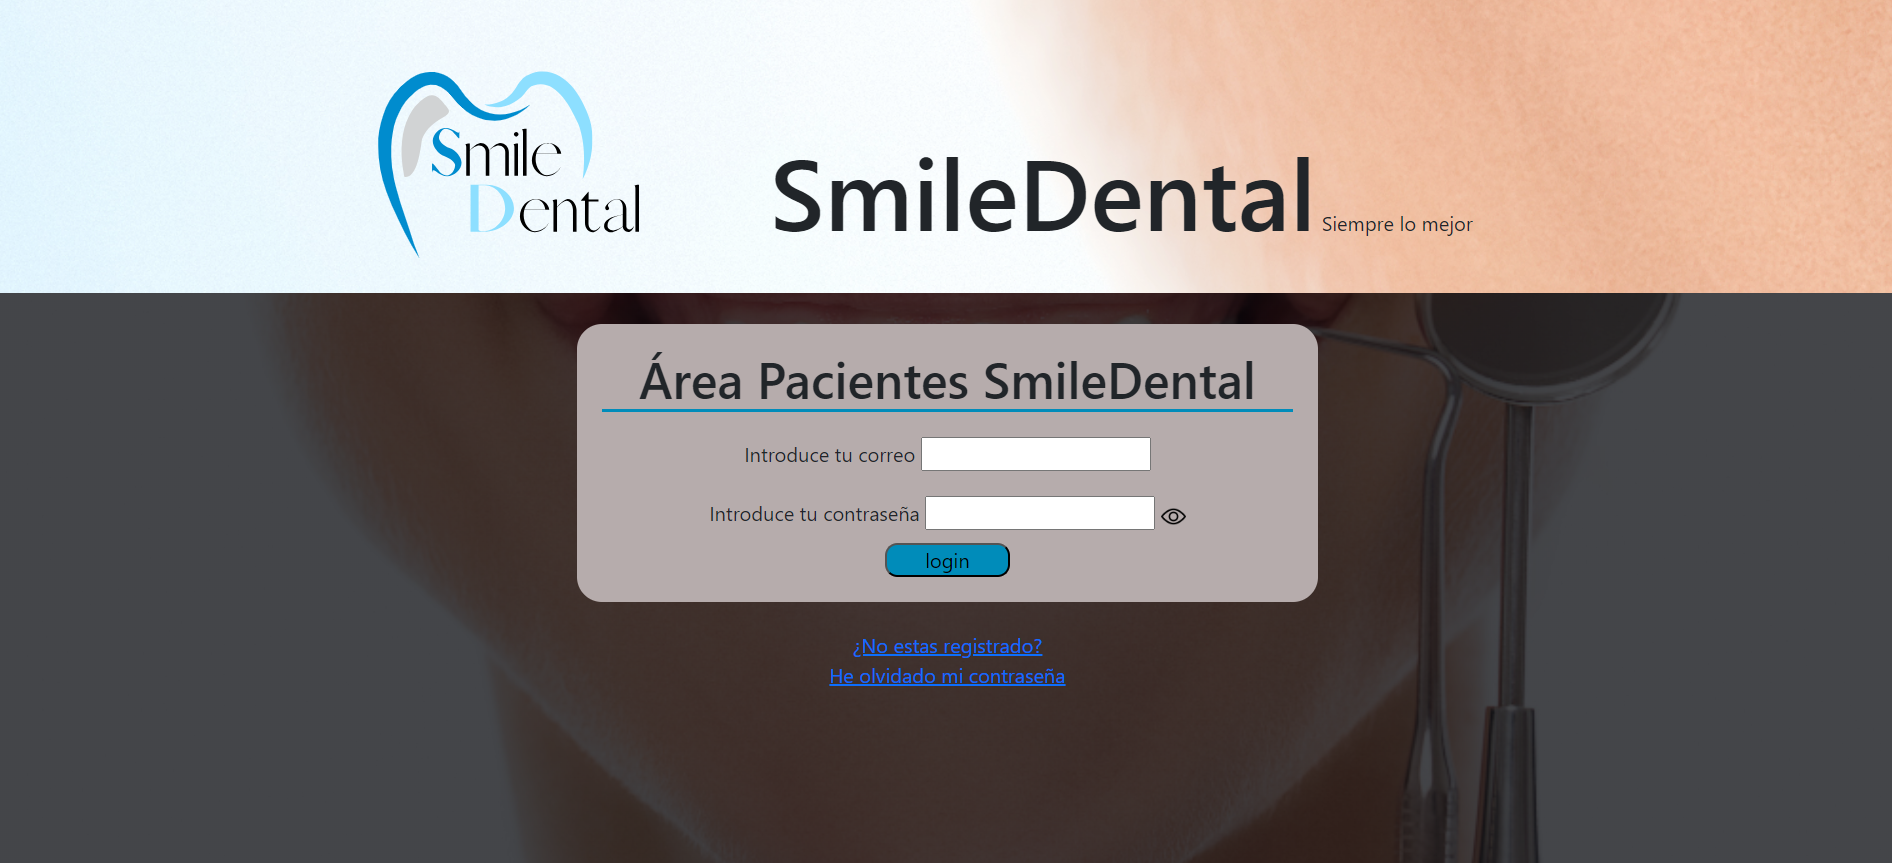 Smile
Dental
SmileDental Siempre lo mejor
Área Pacientes SmileDental
Introduce tu correo
Introduce tu contraseña
login
¿No estas registrado?
He olvidado mi contraseña